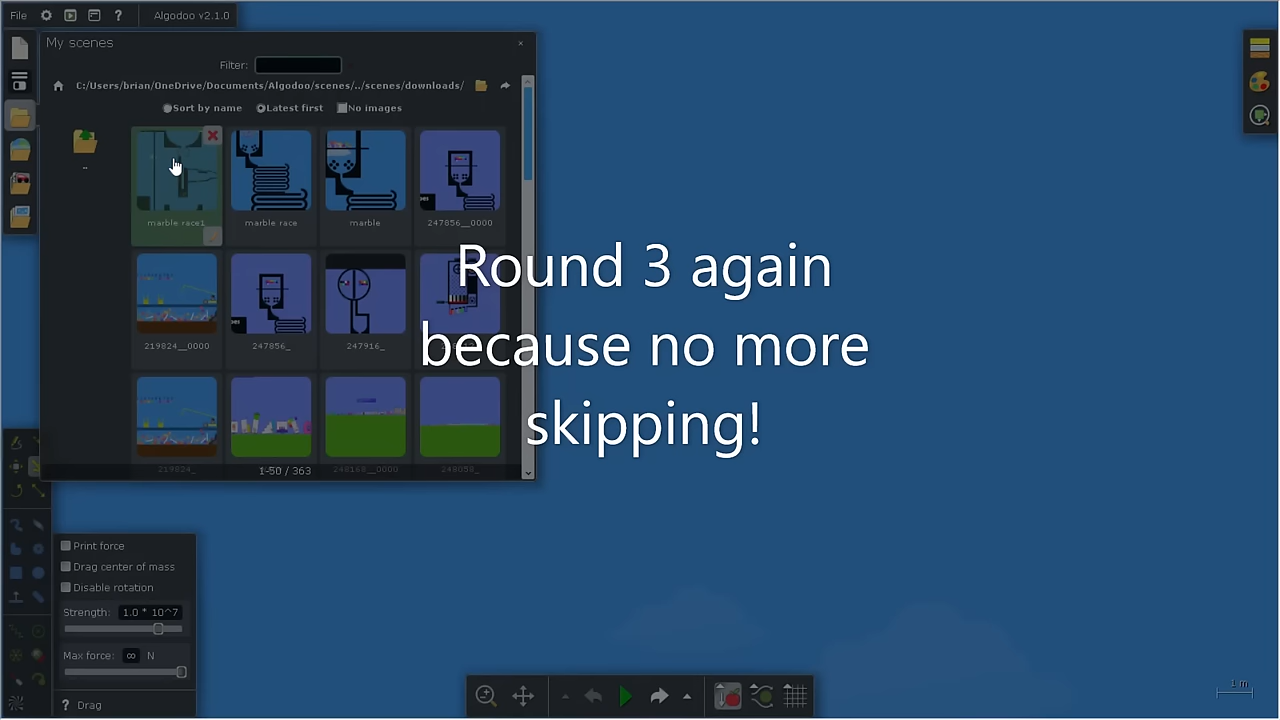 File
?
Algodoo v2.1.0
My scenes
×
Filter:
C:/Users/brian/OneDrive/Documents/Algodoo/scenes/../scenes/downloads/
Sort by name
Latest first
No images
..
marble race1
marble race
marble
247856__0000
219824__0000
247856_
247916_
219824_
248168__0000
248058_
1-50 / 363
Round 3 again
because no more
skipping!
Print force
Drag center of mass
Disable rotation
Strength:
1.0 * 10^7
Max force:
∞
N
? Drag
1 m